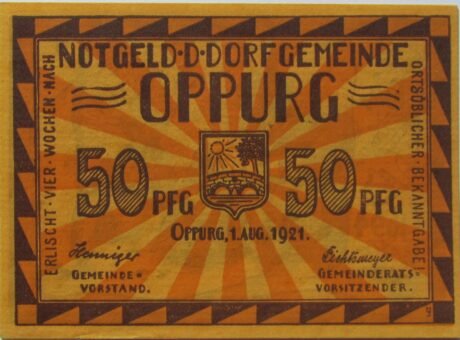 NOTGELD·D·DORFGEMEINDE
OPPURG
ERLISCHT·VIER·WOCHEN·NACH
ORTSÜBLICHER·BEKANNTGABE!
50 PFG
50 PFG
OPPURG, 1. AUG. 1921.
GEMEINDE=
VORSTAND.
GEMEINDERATS-
VORSITZENDER.